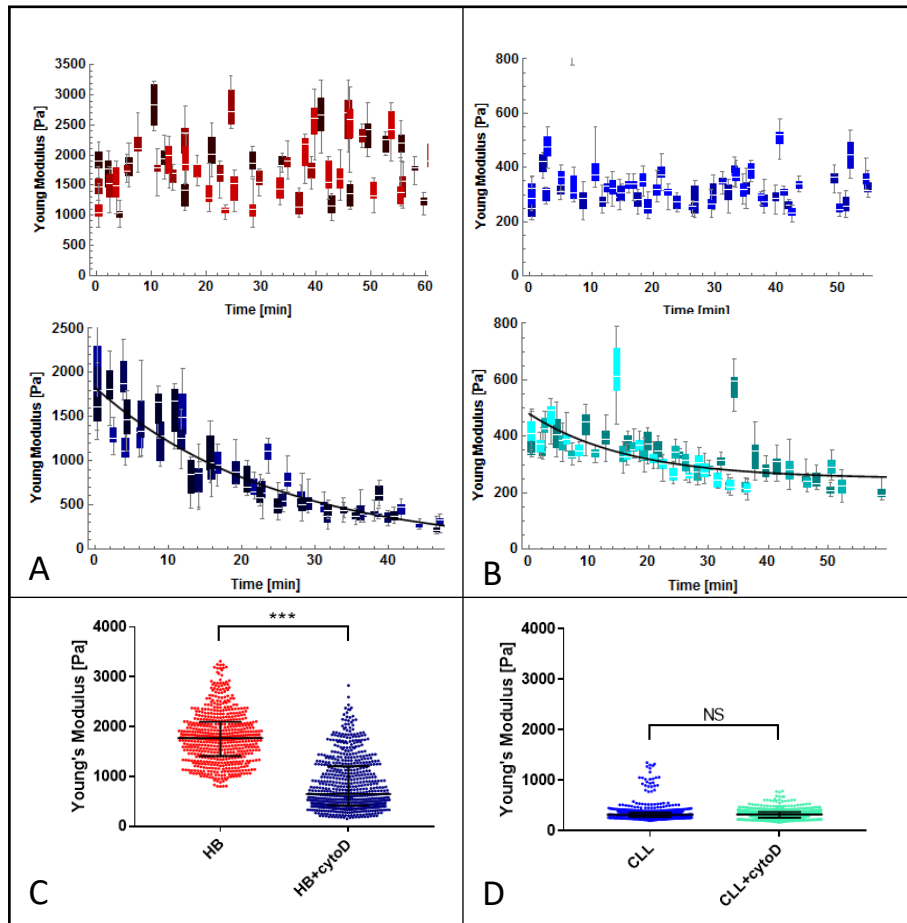 3500
3000
2500
2000
1500
1000
500
0
Young Modulus [Pa]
0 10 20 30 40 50 60
Time [min]
800
600
400
200
0
Young Modulus [Pa]
0 10 20 30 40 50
Time [min]
2500
2000
1500
1000
500
0
Young Modulus [Pa]
0 10 20 30 40
Time [min]
A
800
600
400
200
0
Young Modulus [Pa]
0 10 20 30 40 50
Time [min]
B
4000
3000
2000
1000
0
Young's Modulus [Pa]
***
HB
HB+cytoD
C
4000
3000
2000
1000
0
Young's Modulus [Pa]
NS
CLL
CLL+cytoD
D